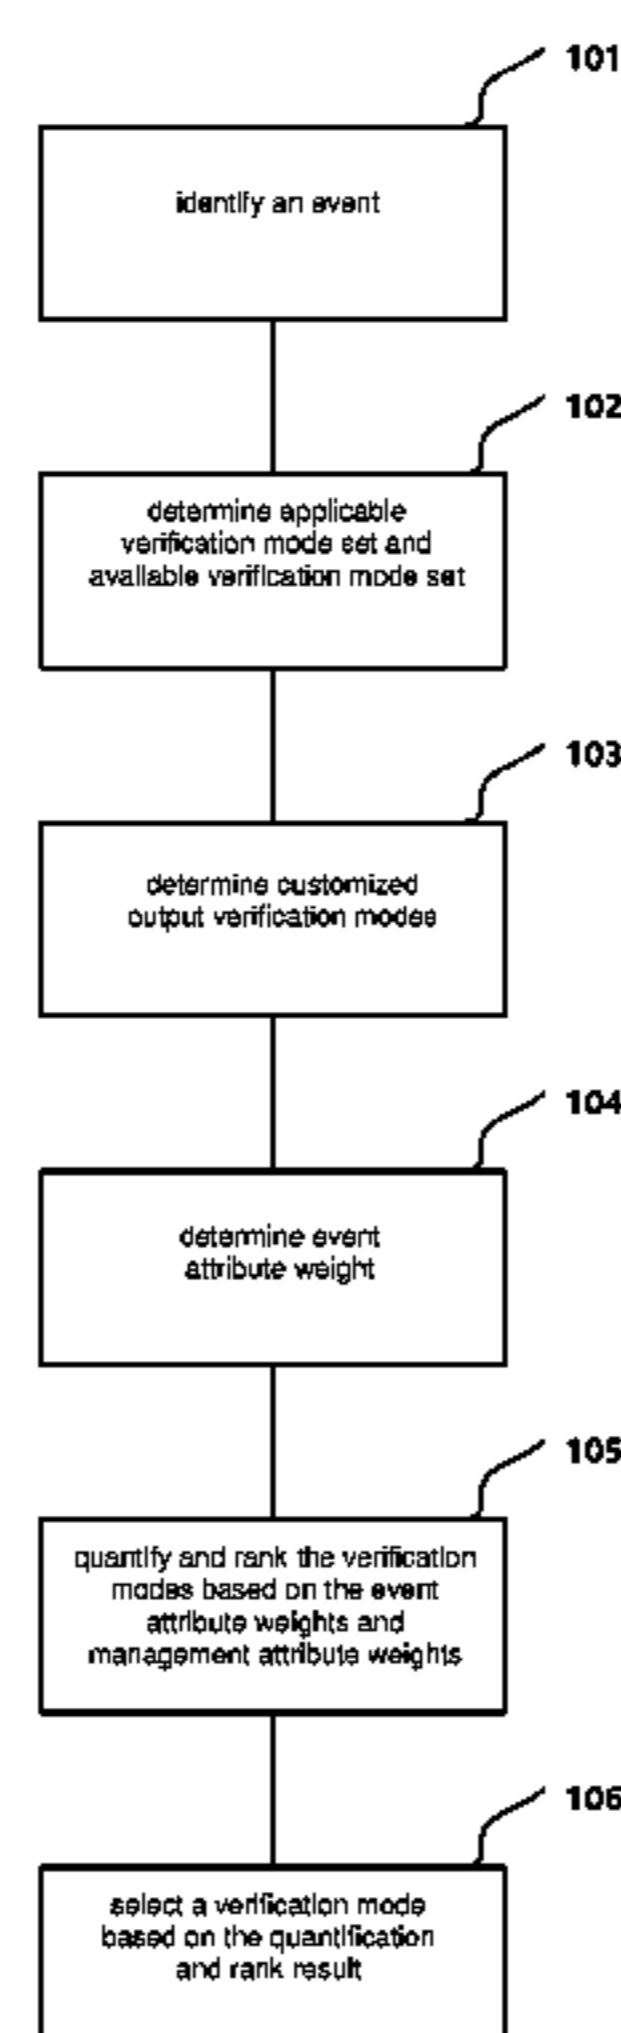 101
identify an event
102
determine applicable
verification mode set and
available verification mode set
103
determine customized
output verification modes
104
determine event
attribute weight
105
quantify and rank the verification
modes based on the event
attribute weights and
management attribute weights
106
select a verification mode
based on the quantification
and rank result